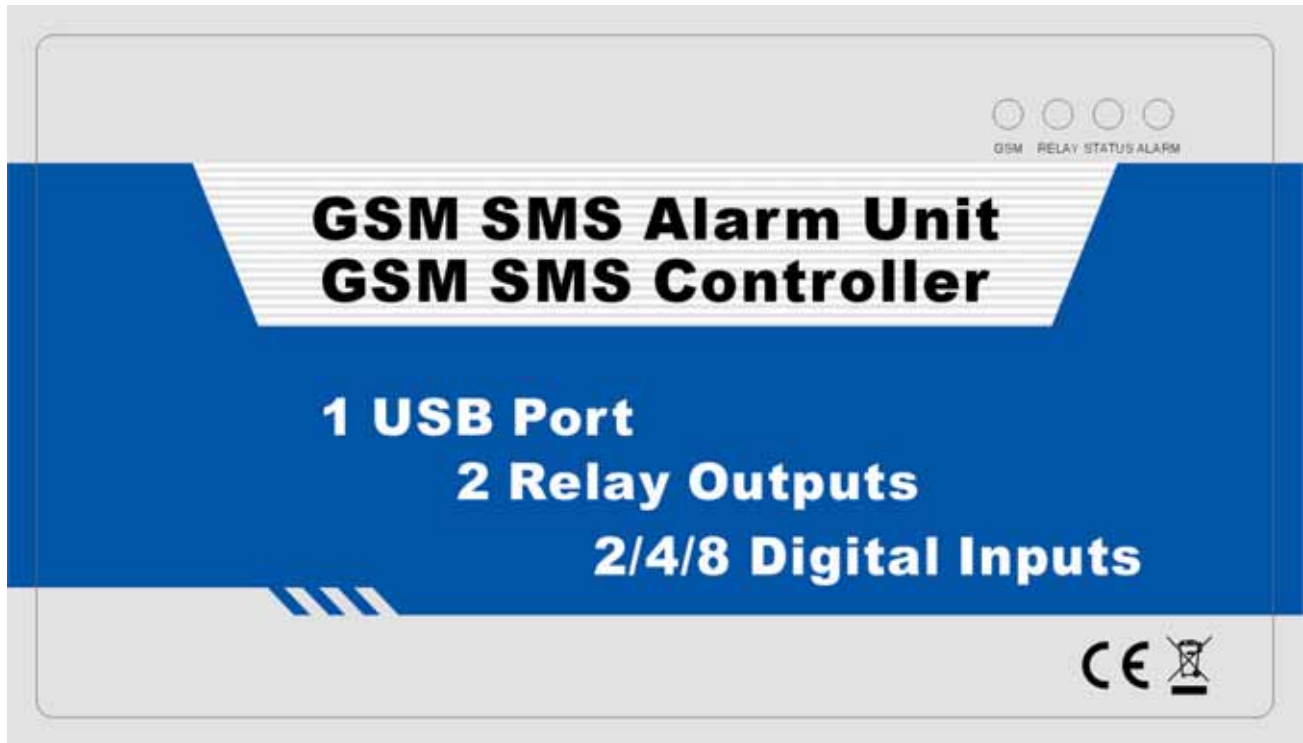 GSM RELAY STATUS ALARM
GSM SMS Alarm Unit
GSM SMS Controller
1 USB Port
2 Relay Outputs
2/4/8 Digital Inputs
CE